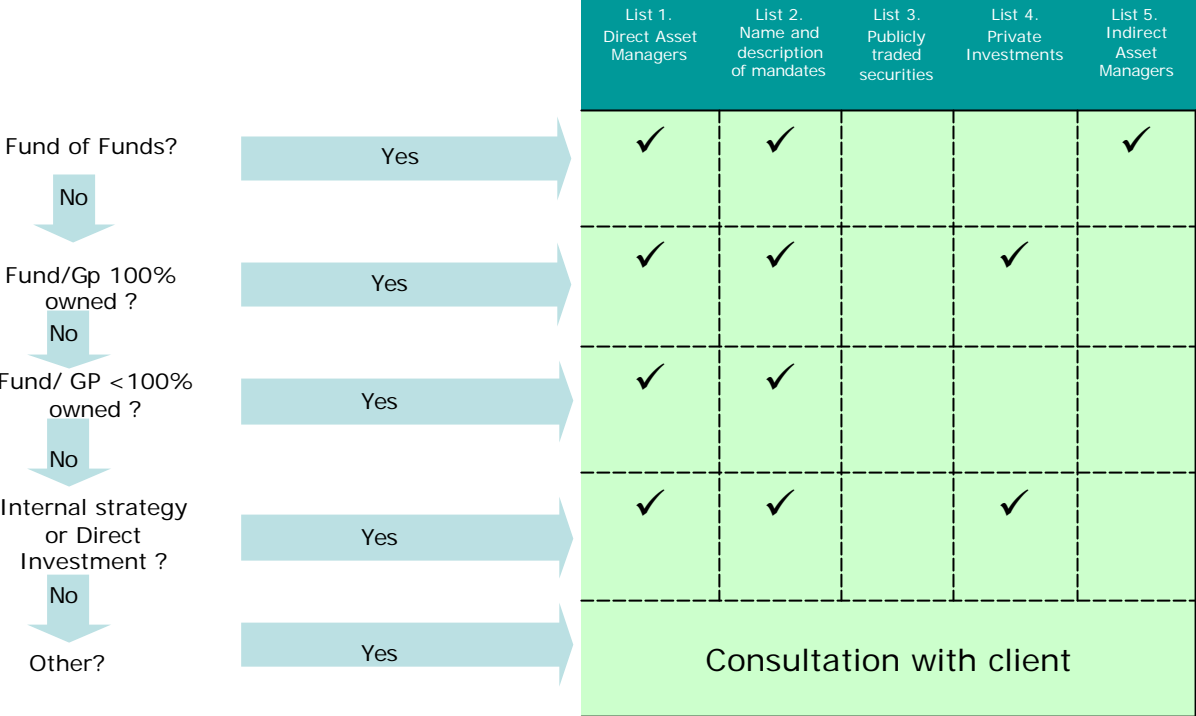 List 1.
Direct Asset
Managers
List 2.
Name and
description
of mandates
List 3.
Publicly
traded
securities
List 4.
Private
Investments
List 5.
Indirect
Asset
Managers
Fund of Funds?
Yes
✓ ✓ ✓
No
Fund/Gp 100%
owned ?
Yes
✓ ✓ ✓
No
Fund/ GP <100%
owned ?
Yes
✓ ✓
No
Internal strategy
or Direct
Investment ?
Yes
✓ ✓ ✓
No
Other?
Yes
Consultation with client